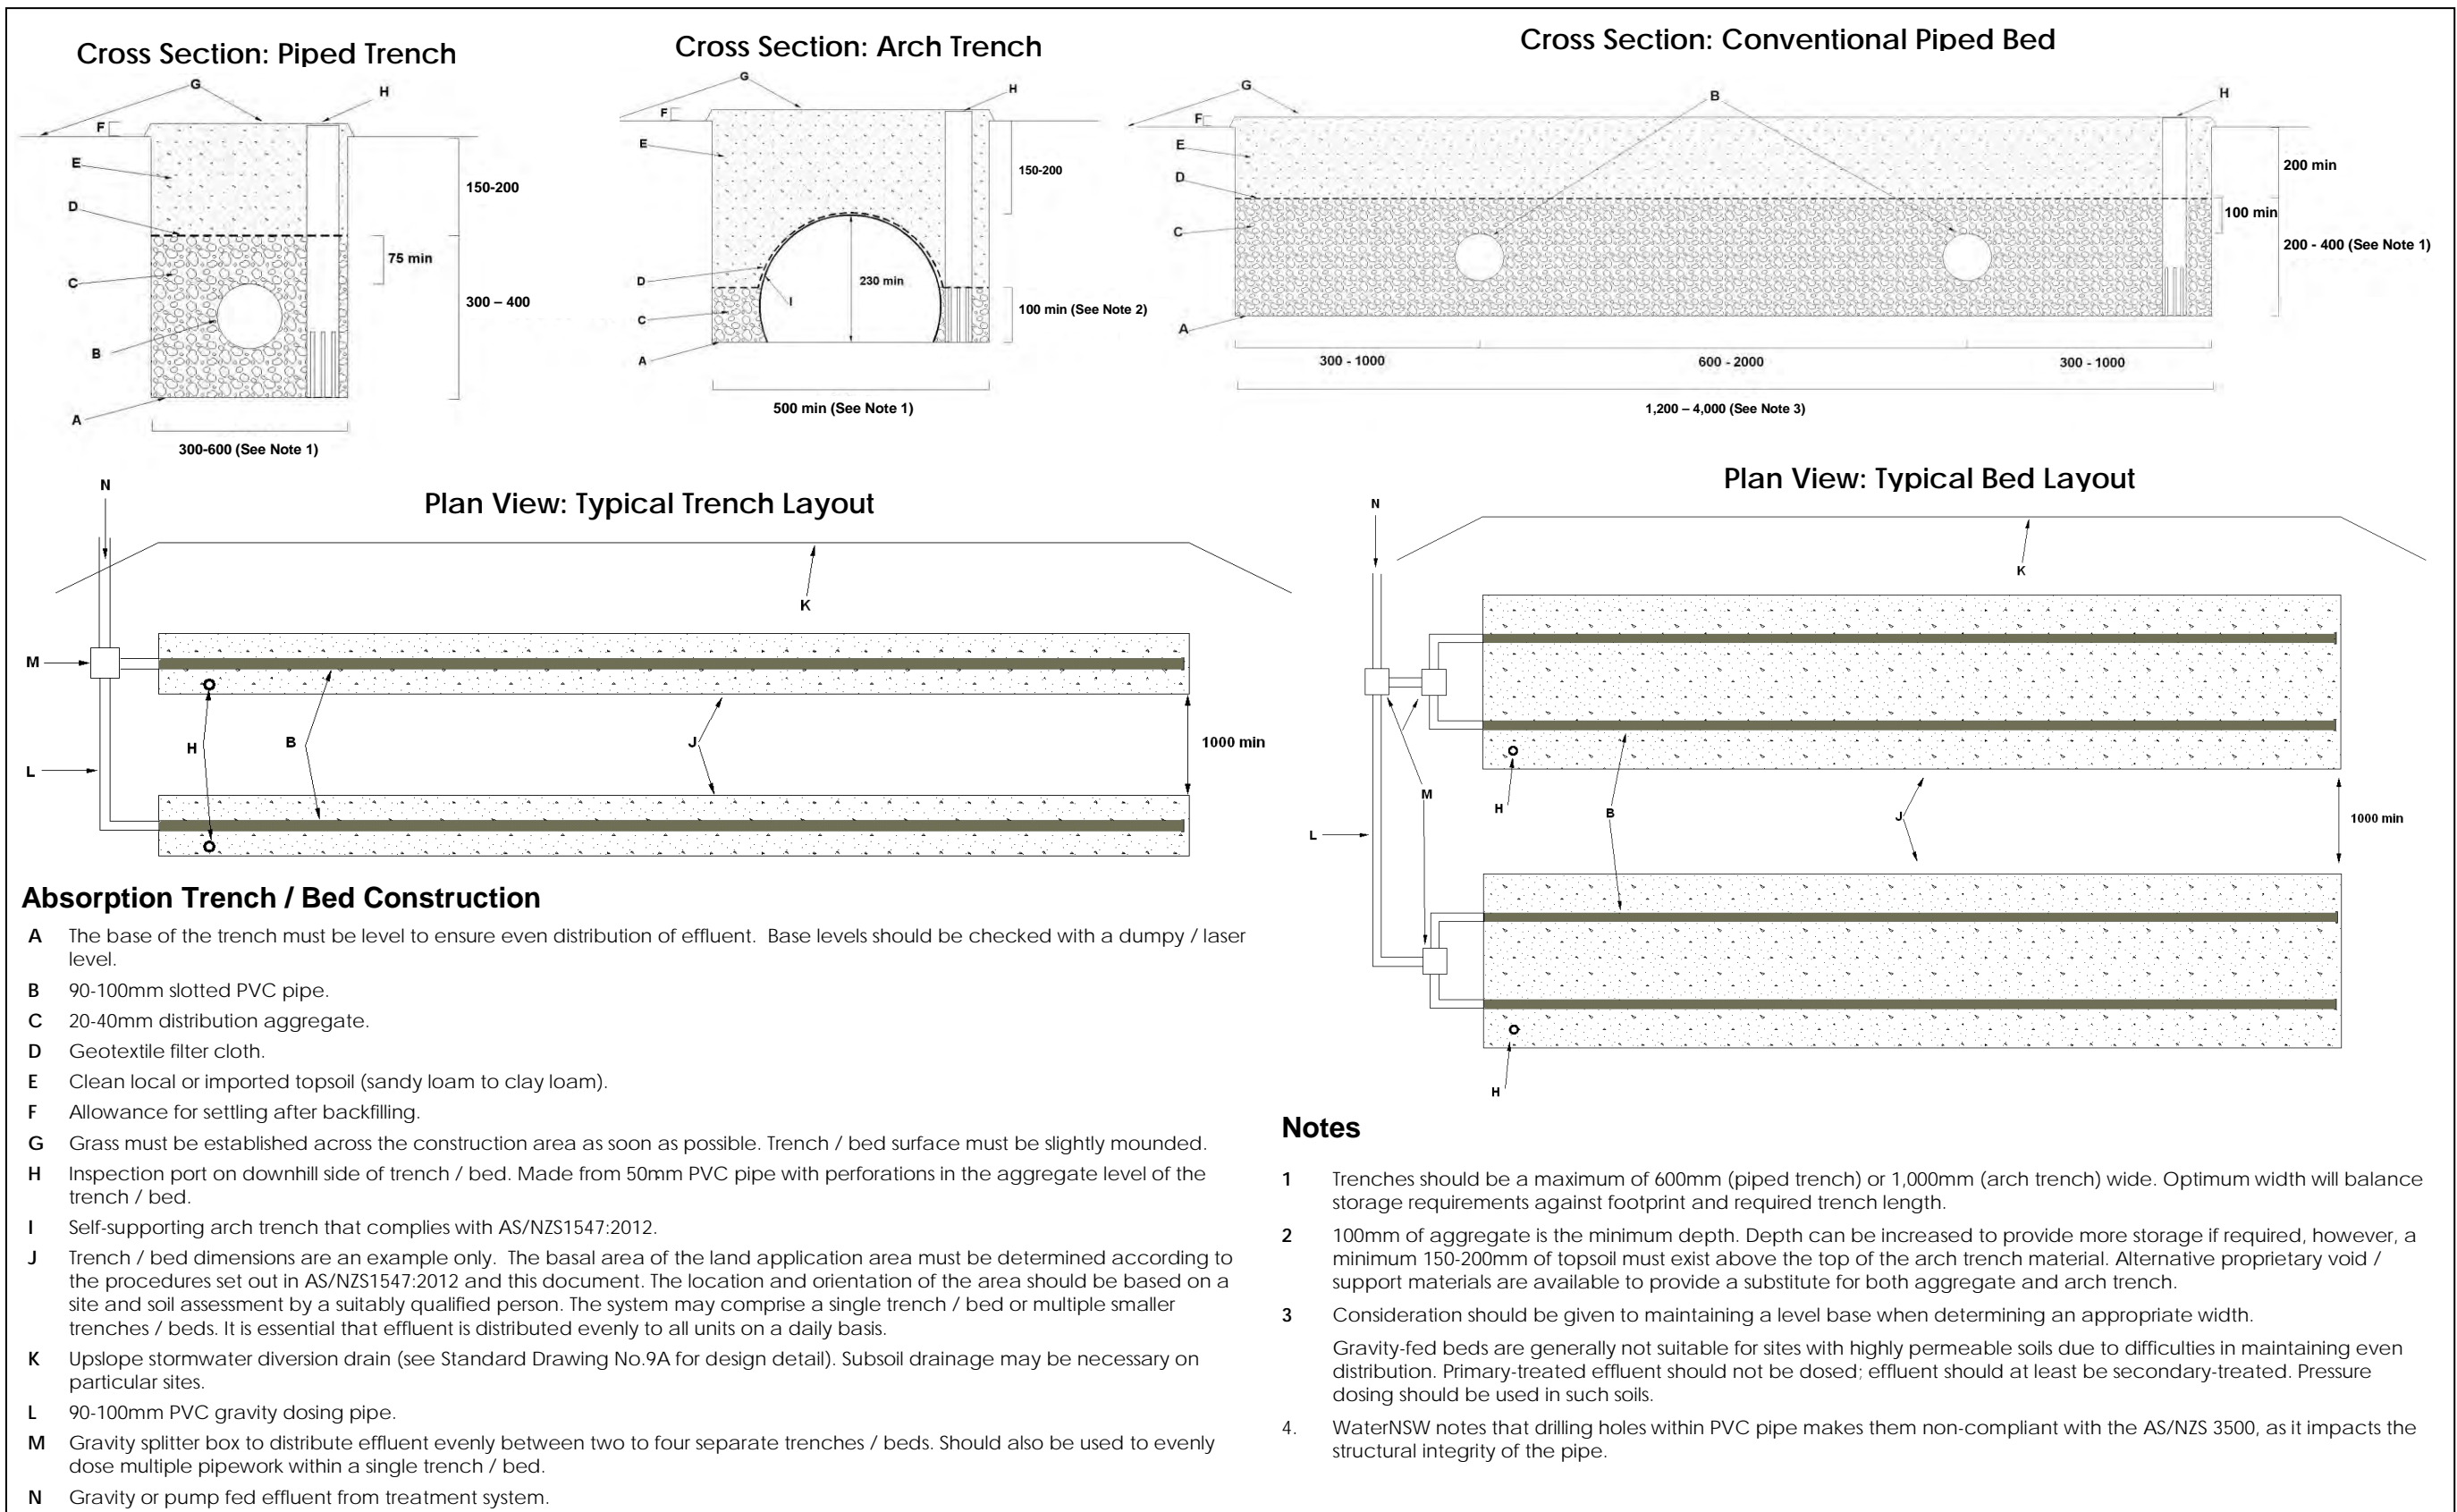 Cross Section: Piped Trench
G
H
F
E
D
C
B
A
150-200
75 min
300 – 400
300-600 (See Note 1)
Cross Section: Arch Trench
G
H
F
E
D
I
C
A
150-200
230 min
100 min (See Note 2)
500 min (See Note 1)
Cross Section: Conventional Piped Bed
G
B
H
F
E
D
C
A
200 min
100 min
200 - 400 (See Note 1)
300 - 1000
600 - 2000
300 - 1000
1,200 – 4,000 (See Note 3)
Plan View: Typical Trench Layout
N
K
M
H
B
J
L
1000 min
Plan View: Typical Bed Layout
N
K
M
H
B
J
L
1000 min
H
Absorption Trench / Bed Construction
A The base of the trench must be level to ensure even distribution of effluent. Base levels should be checked with a dumpy / laser
level.
B 90-100mm slotted PVC pipe.
C 20-40mm distribution aggregate.
D Geotextile filter cloth.
E Clean local or imported topsoil (sandy loam to clay loam).
F Allowance for settling after backfilling.
G Grass must be established across the construction area as soon as possible. Trench / bed surface must be slightly mounded.
H Inspection port on downhill side of trench / bed. Made from 50mm PVC pipe with perforations in the aggregate level of the
trench / bed.
I Self-supporting arch trench that complies with AS/NZS1547:2012.
J Trench / bed dimensions are an example only. The basal area of the land application area must be determined according to
the procedures set out in AS/NZS1547:2012 and this document. The location and orientation of the area should be based on a
site and soil assessment by a suitably qualified person. The system may comprise a single trench / bed or multiple smaller
trenches / beds. It is essential that effluent is distributed evenly to all units on a daily basis.
K Upslope stormwater diversion drain (see Standard Drawing No.9A for design detail). Subsoil drainage may be necessary on
particular sites.
L 90-100mm PVC gravity dosing pipe.
M Gravity splitter box to distribute effluent evenly between two to four separate trenches / beds. Should also be used to evenly
dose multiple pipework within a single trench / bed.
N Gravity or pump fed effluent from treatment system.
Notes
1 Trenches should be a maximum of 600mm (piped trench) or 1,000mm (arch trench) wide. Optimum width will balance
storage requirements against footprint and required trench length.
2 100mm of aggregate is the minimum depth. Depth can be increased to provide more storage if required, however, a
minimum 150-200mm of topsoil must exist above the top of the arch trench material. Alternative proprietary void /
support materials are available to provide a substitute for both aggregate and arch trench.
3 Consideration should be given to maintaining a level base when determining an appropriate width.
Gravity-fed beds are generally not suitable for sites with highly permeable soils due to difficulties in maintaining even
distribution. Primary-treated effluent should not be dosed; effluent should at least be secondary-treated. Pressure
dosing should be used in such soils.
4. WaterNSW notes that drilling holes within PVC pipe makes them non-compliant with the AS/NZS 3500, as it impacts the
structural integrity of the pipe.